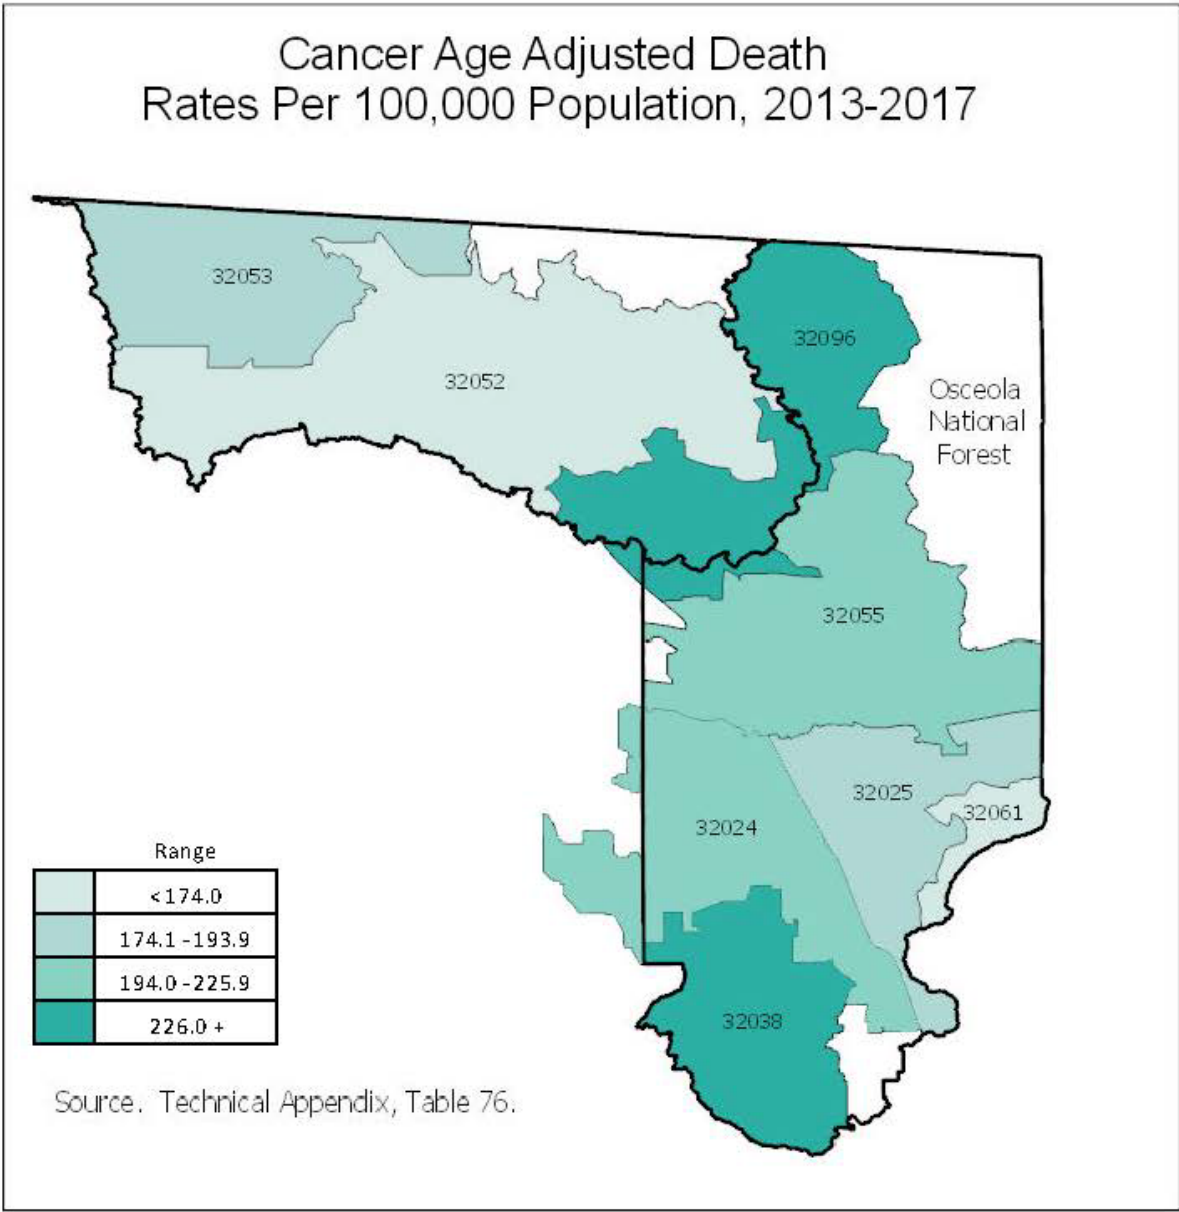 Cancer Age Adjusted Death
Rates Per 100,000 Population, 2013-2017
32053
32096
32052
Osceola
National
Forest
32055
32025
32061
32024
32038
Range
<174.0
174.1 -193.9
194.0 -225.9
226.0 +
Source. Technical Appendix, Table 76.